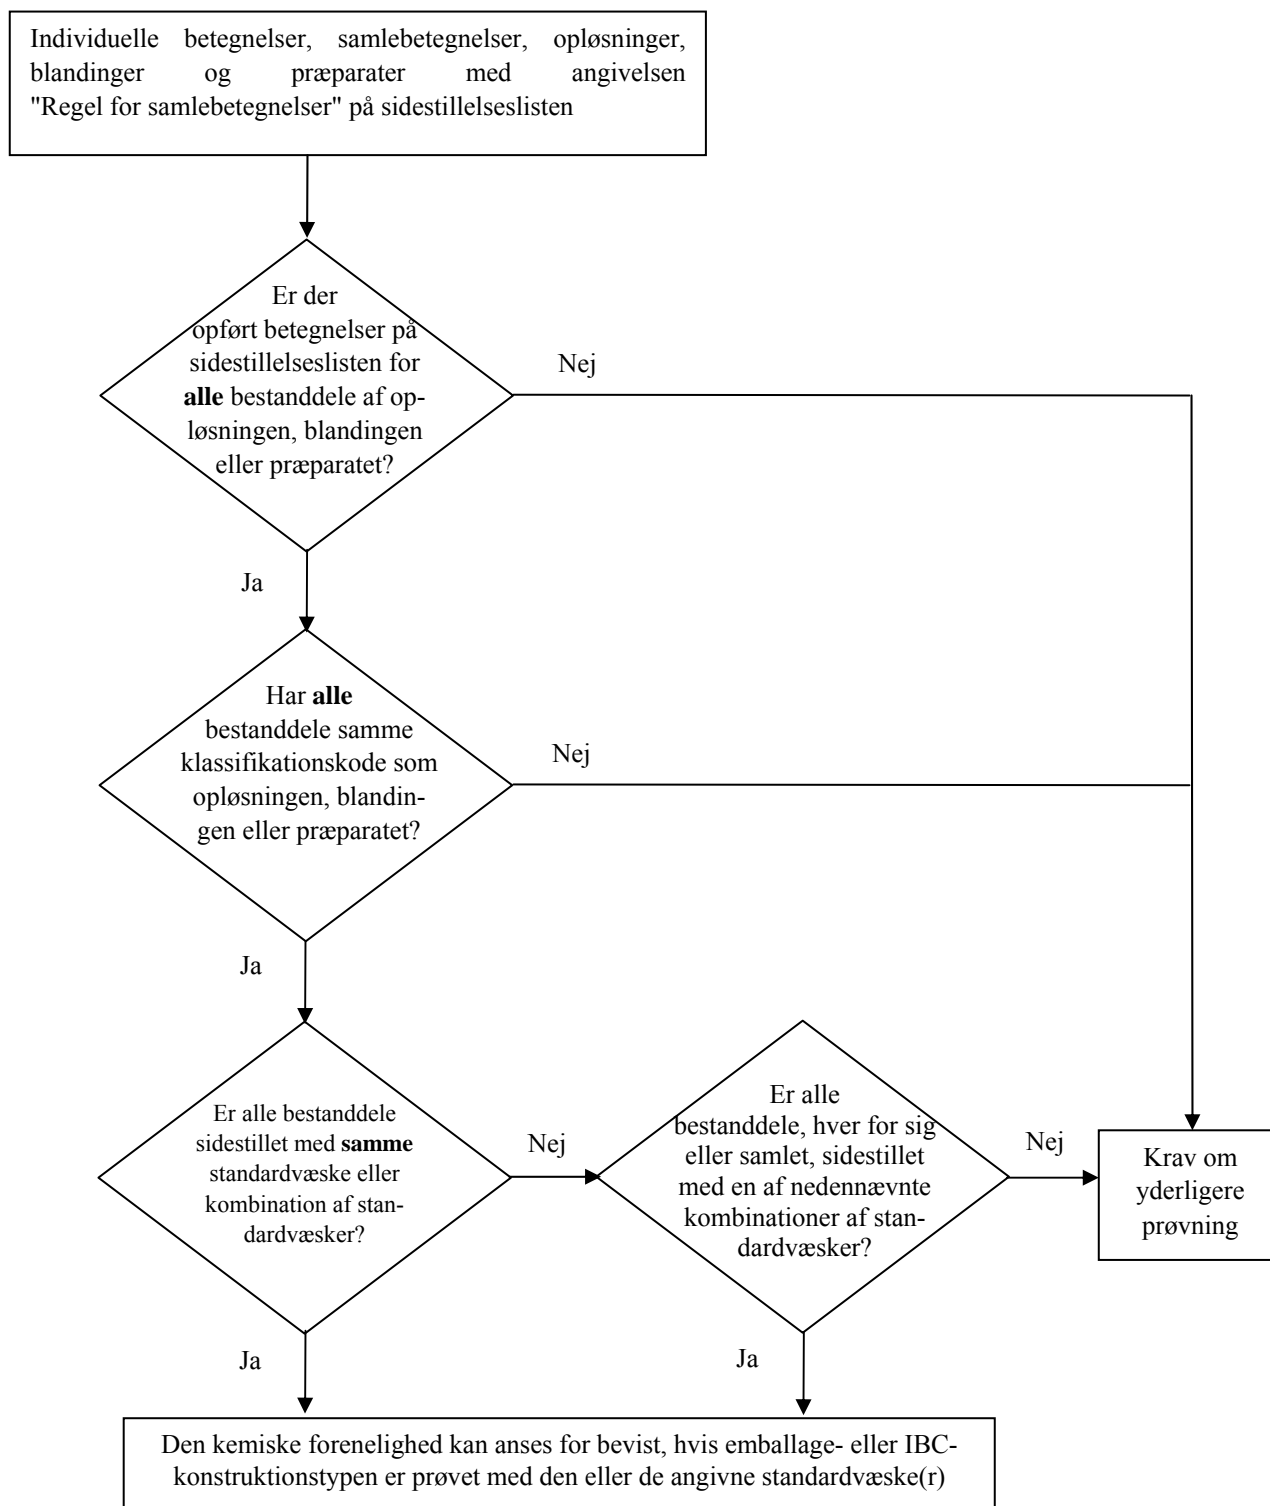 Individuelle betegnelser, samlebetegnelser, opløsninger,
blandinger og præparater med angivelsen
"Regel for samlebetegnelser" på sidestillelseslisten
Er der
opført betegnelser på
sidestillelseslisten for
alle bestanddele af op-
løsningen, blandingen
eller præparatet?
Nej
Ja
Har alle
bestanddele samme
klassifikationskode som
opløsningen, blandin-
gen eller præparatet?
Nej
Ja
Er alle bestanddele
sidestillet med samme
standardvæske eller
kombination af stan-
dardvæsker?
Nej
Er alle
bestanddele, hver for sig
eller samlet, sidestillet
med en af nedennævnte
kombinationer af stan-
dardvæsker?
Nej
Krav om
yderligere
prøvning
Ja
Ja
Den kemiske forenelighed kan anses for bevist, hvis emballage- eller IBC-
konstruktionstypen er prøvet med den eller de angivne standardvæske(r)